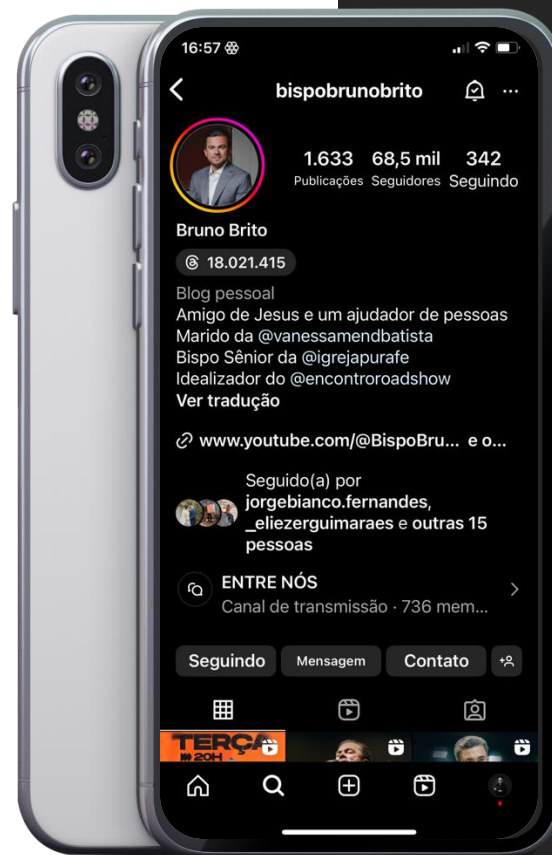 16:57
bispobrunobrito
1.633 68,5 mil 342
Publicações Seguidores Seguindo
Bruno Brito
18.021.415
Blog pessoal
Amigo de Jesus e um ajudador de pessoas
Marido da @vanessamendbatista
Bispo Sênior da @igrejapurafe
Idealizador do @encontroroadshow
Ver tradução
www.youtube.com/@BispoBru... e o...
Seguido(a) por
jorgebianco.fernandes,
_eliezerguimaraes e outras 15
pessoas
ENTRE NÓS
Canal de transmissão · 736 mem...
Seguindo Mensagem Contato
TERÇA
20H